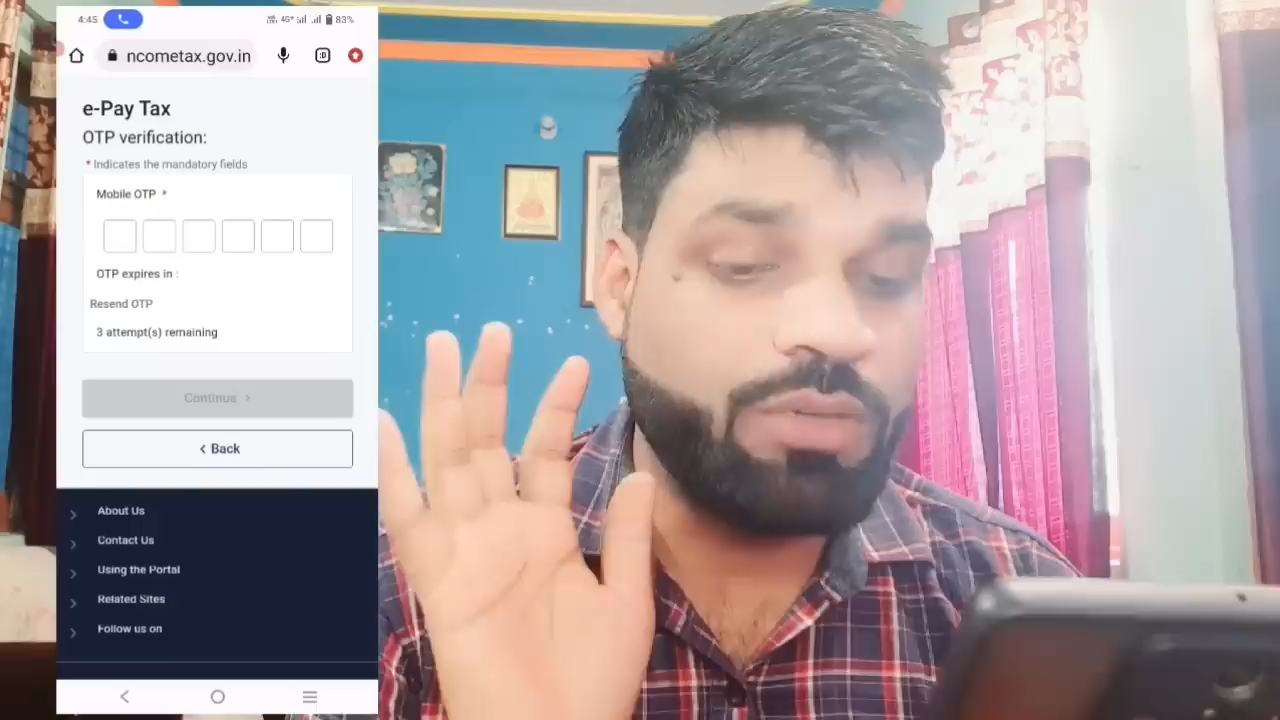 4:45
4G+
83%
ncometax.gov.in
e-Pay Tax
OTP verification:
* Indicates the mandatory fields
Mobile OTP *
OTP expires in :
Resend OTP
3 attempt(s) remaining
Continue >
< Back
> About Us
> Contact Us
> Using the Portal
> Related Sites
> Follow us on